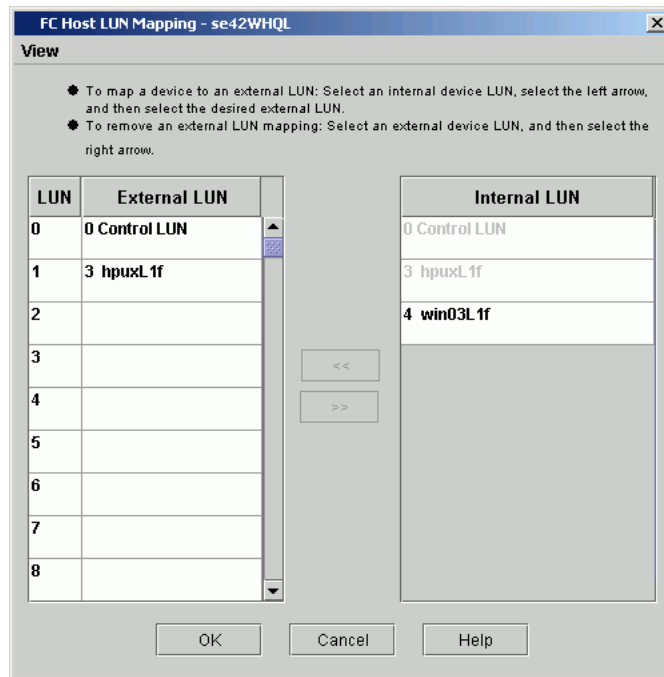 FC Host LUN Mapping - se42WHQL
View
To map a device to an external LUN: Select an internal device LUN, select the left arrow,
and then select the desired external LUN.
To remove an external LUN mapping: Select an external device LUN, and then select the
right arrow.
LUN External LUN Internal LUN
0 0 Control LUN 0 Control LUN
1 3 hpuxL1f 3 hpuxL1f
2 4 win03L1f
3
<<
4
>>
5
6
7
8
OK Cancel Help